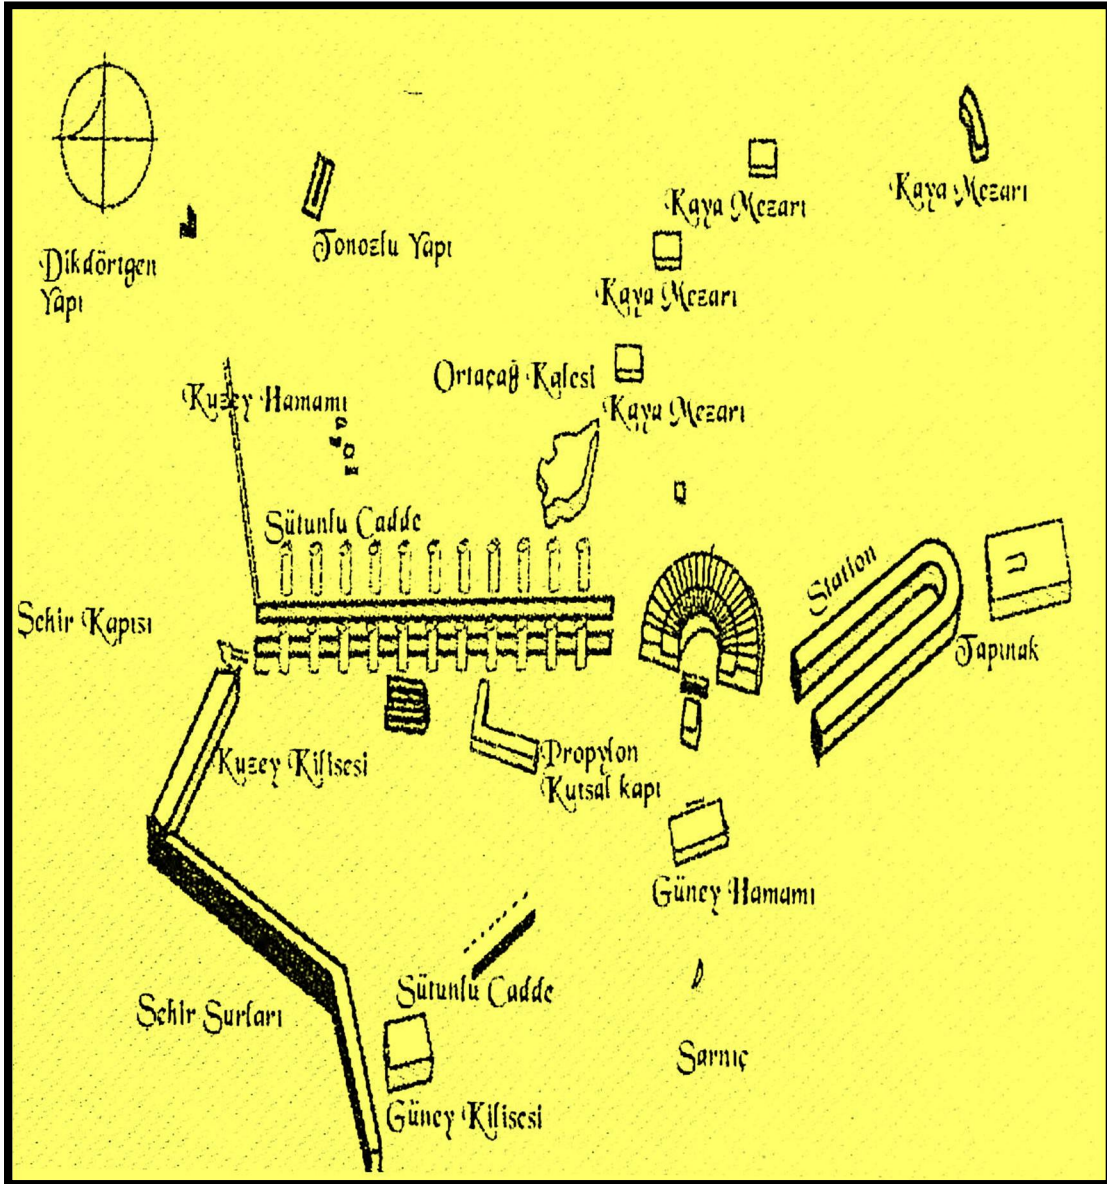 Kaya Mezarı
Kaya Mezarı
Dikdörtgen
Yapı
Tonozlu Yapı
Kaya Mezarı
Ortaçağ Kalesi
Kuzey Hamamı
Kaya Mezarı
Sütunlu Cadde
Station
Şehir Kapısı
Tapınak
Kuzey Kilisesi
Propylon
Kutsal kapı
Güney Hamamı
Sütunlu Cadde
Şehir Surları
Sarnıç
Güney Kilisesi